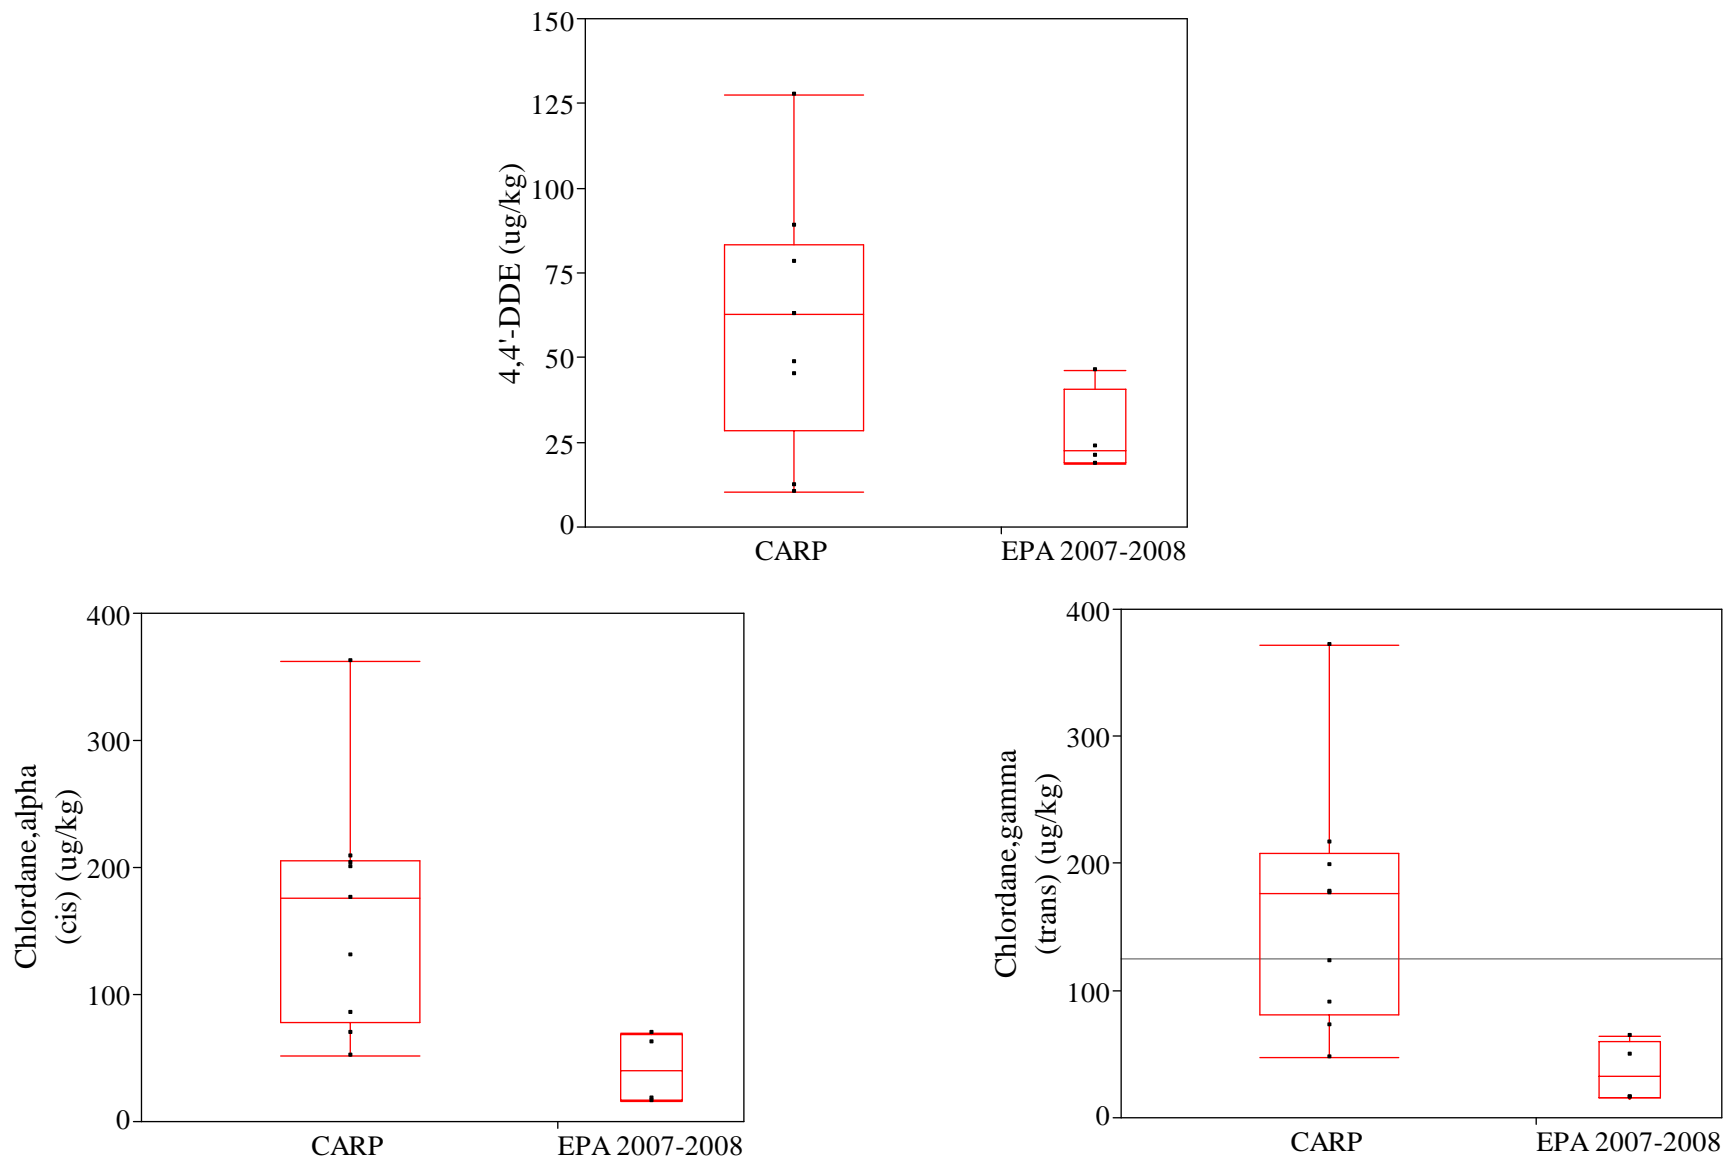 150
125
100
75
50
25
0
4,4'-DDE (ug/kg)
CARP
EPA 2007-2008
400
300
200
100
0
Chlordane,alpha
(cis) (ug/kg)
CARP
EPA 2007-2008
400
300
200
100
0
Chlordane,gamma
(trans) (ug/kg)
CARP
EPA 2007-2008